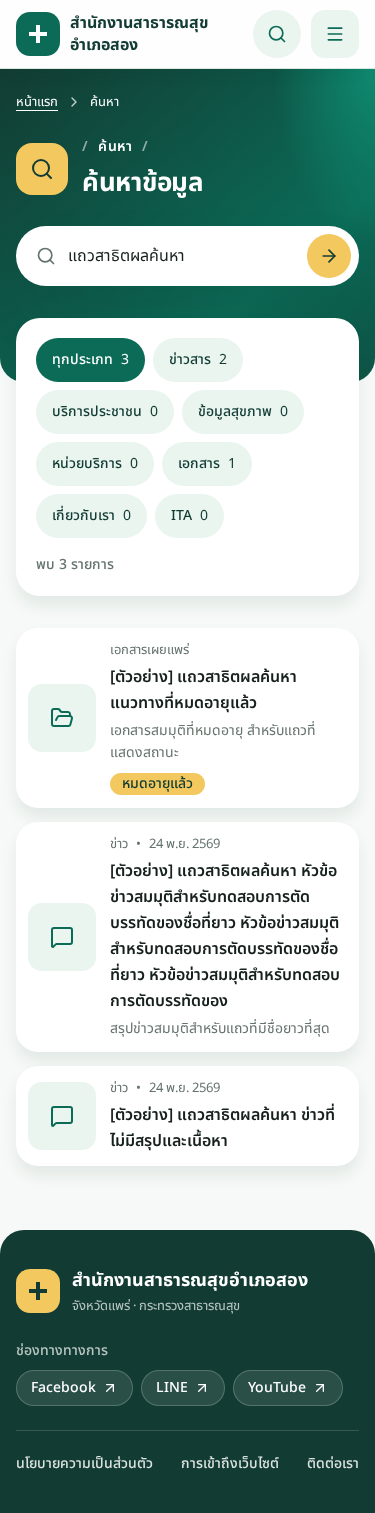 สำนักงานสาธารณสุข
อำเภอสอง
หน้าแรก > ค้นหา
/ ค้นหา /
ค้นหาข้อมูล
แถวสาธิตผลค้นหา
ทุกประเภท 3 ข่าวสาร 2
บริการประชาชน 0 ข้อมูลสุขภาพ 0
หน่วยบริการ 0 เอกสาร 1
เกี่ยวกับเรา 0 ITA 0
พบ 3 รายการ
เอกสารเผยแพร่
[ตัวอย่าง] แถวสาธิตผลค้นหา
แนวทางที่หมดอายุแล้ว
เอกสารสมมุติที่หมดอายุ สำหรับแถวที่
แสดงสถานะ
หมดอายุแล้ว
ข่าว • 24 พ.ย. 2569
[ตัวอย่าง] แถวสาธิตผลค้นหา หัวข้อ
ข่าวสมมุติสำหรับทดสอบการตัด
บรรทัดของชื่อที่ยาว หัวข้อข่าวสมมุติ
สำหรับทดสอบการตัดบรรทัดของชื่อ
ที่ยาว หัวข้อข่าวสมมุติสำหรับทดสอบ
การตัดบรรทัดของ
สรุปข่าวสมมุติสำหรับแถวที่มีชื่อยาวที่สุด
ข่าว • 24 พ.ย. 2569
[ตัวอย่าง] แถวสาธิตผลค้นหา ข่าวที่
ไม่มีสรุปและเนื้อหา
สำนักงานสาธารณสุขอำเภอสอง
จังหวัดแพร่ · กระทรวงสาธารณสุข
ช่องทางทางการ
Facebook LINE YouTube
นโยบายความเป็นส่วนตัว การเข้าถึงเว็บไซต์ ติดต่อเรา